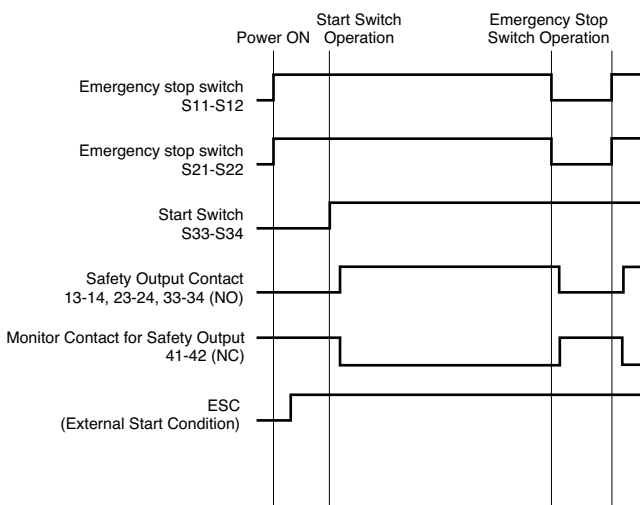 Start Switch
Operation
Emergency Stop
Switch Operation
Power ON
Emergency stop switch
S11-S12
Emergency stop switch
S21-S22
Start Switch
S33-S34
Safety Output Contact
13-14, 23-24, 33-34 (NO)
Monitor Contact for Safety Output
41-42 (NC)
ESC
(External Start Condition)